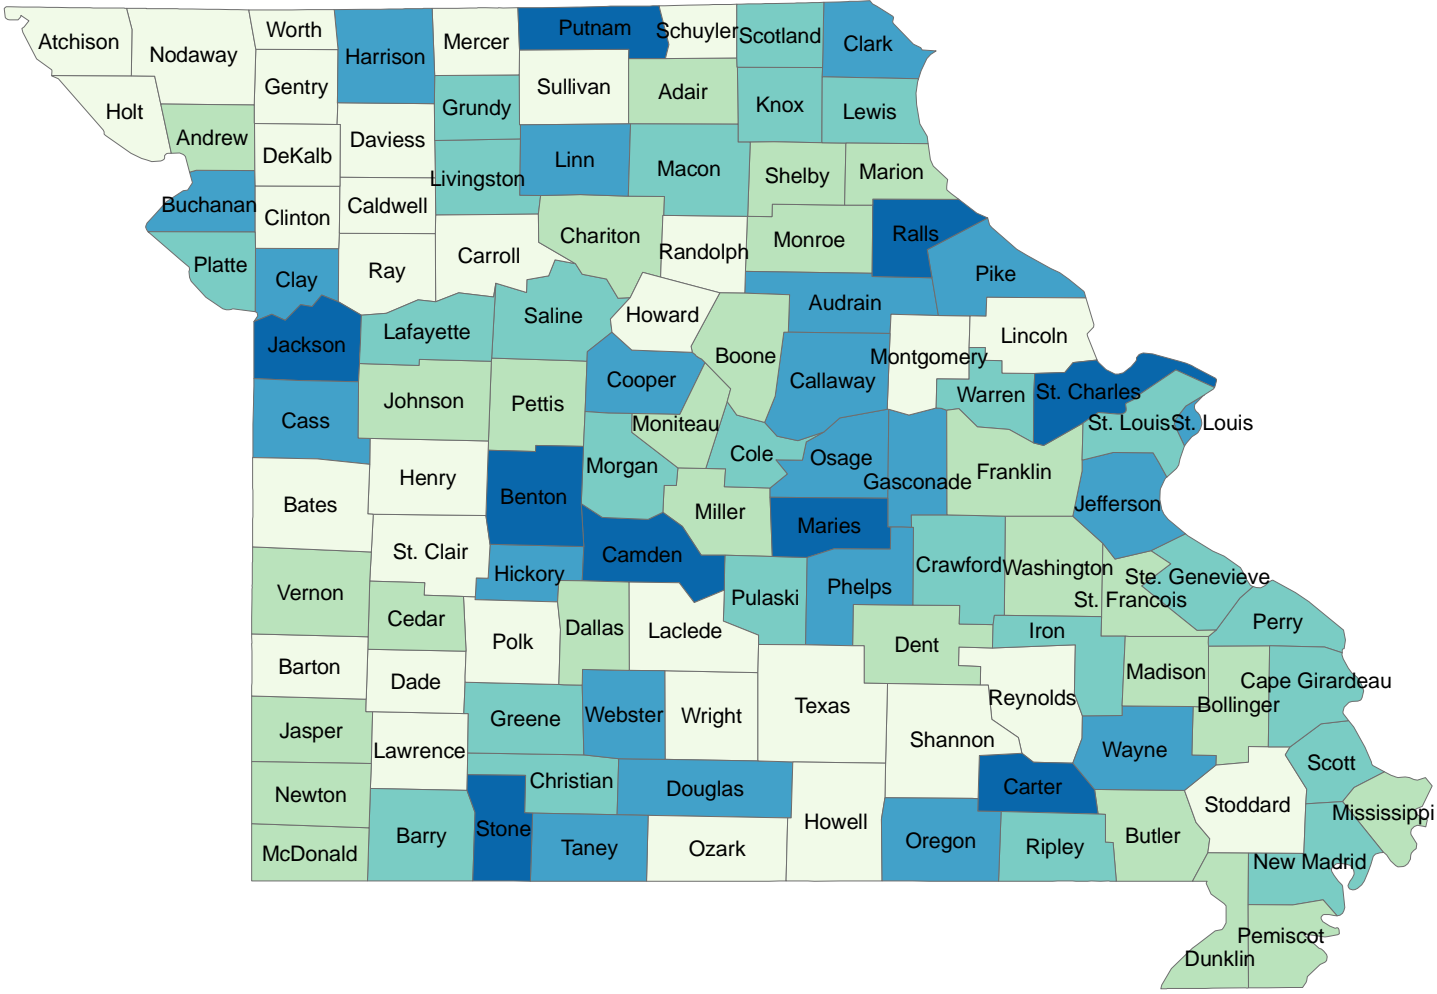 Atchison
Nodaway
Worth
Harrison
Mercer
Putnam
Schuyler
Scotland
Clark
Gentry
Sullivan
Adair
Knox
Lewis
Holt
Andrew
DeKalb
Daviess
Grundy
Livingston
Linn
Macon
Shelby
Marion
Buchanan
Clinton
Caldwell
Chariton
Randolph
Monroe
Ralls
Platte
Clay
Ray
Carroll
Pike
Audrain
Saline
Howard
Boone
Lincoln
Jackson
Lafayette
Montgomery
Cooper
Callaway
Warren
St. Charles
Cass
Johnson
Pettis
Moniteau
St. Louis
St. Louis
Cole
Osage
Morgan
Franklin
Gasconade
Henry
Bates
Benton
Miller
Maries
Jefferson
St. Clair
Camden
Hickory
Phelps
Crawford
Washington
Ste. Genevieve
Vernon
Pulaski
St. Francois
Cedar
Polk
Dallas
Laclede
Dent
Iron
Perry
Barton
Dade
Madison
Cape Girardeau
Reynolds
Bollinger
Texas
Greene
Webster
Wright
Jasper
Lawrence
Shannon
Wayne
Scott
Christian
Douglas
Carter
Newton
Stoddard
Mississippi
Howell
Stone
Barry
Butler
McDonald
Taney
Ozark
Oregon
Ripley
New Madrid
Pemiscot
Dunklin